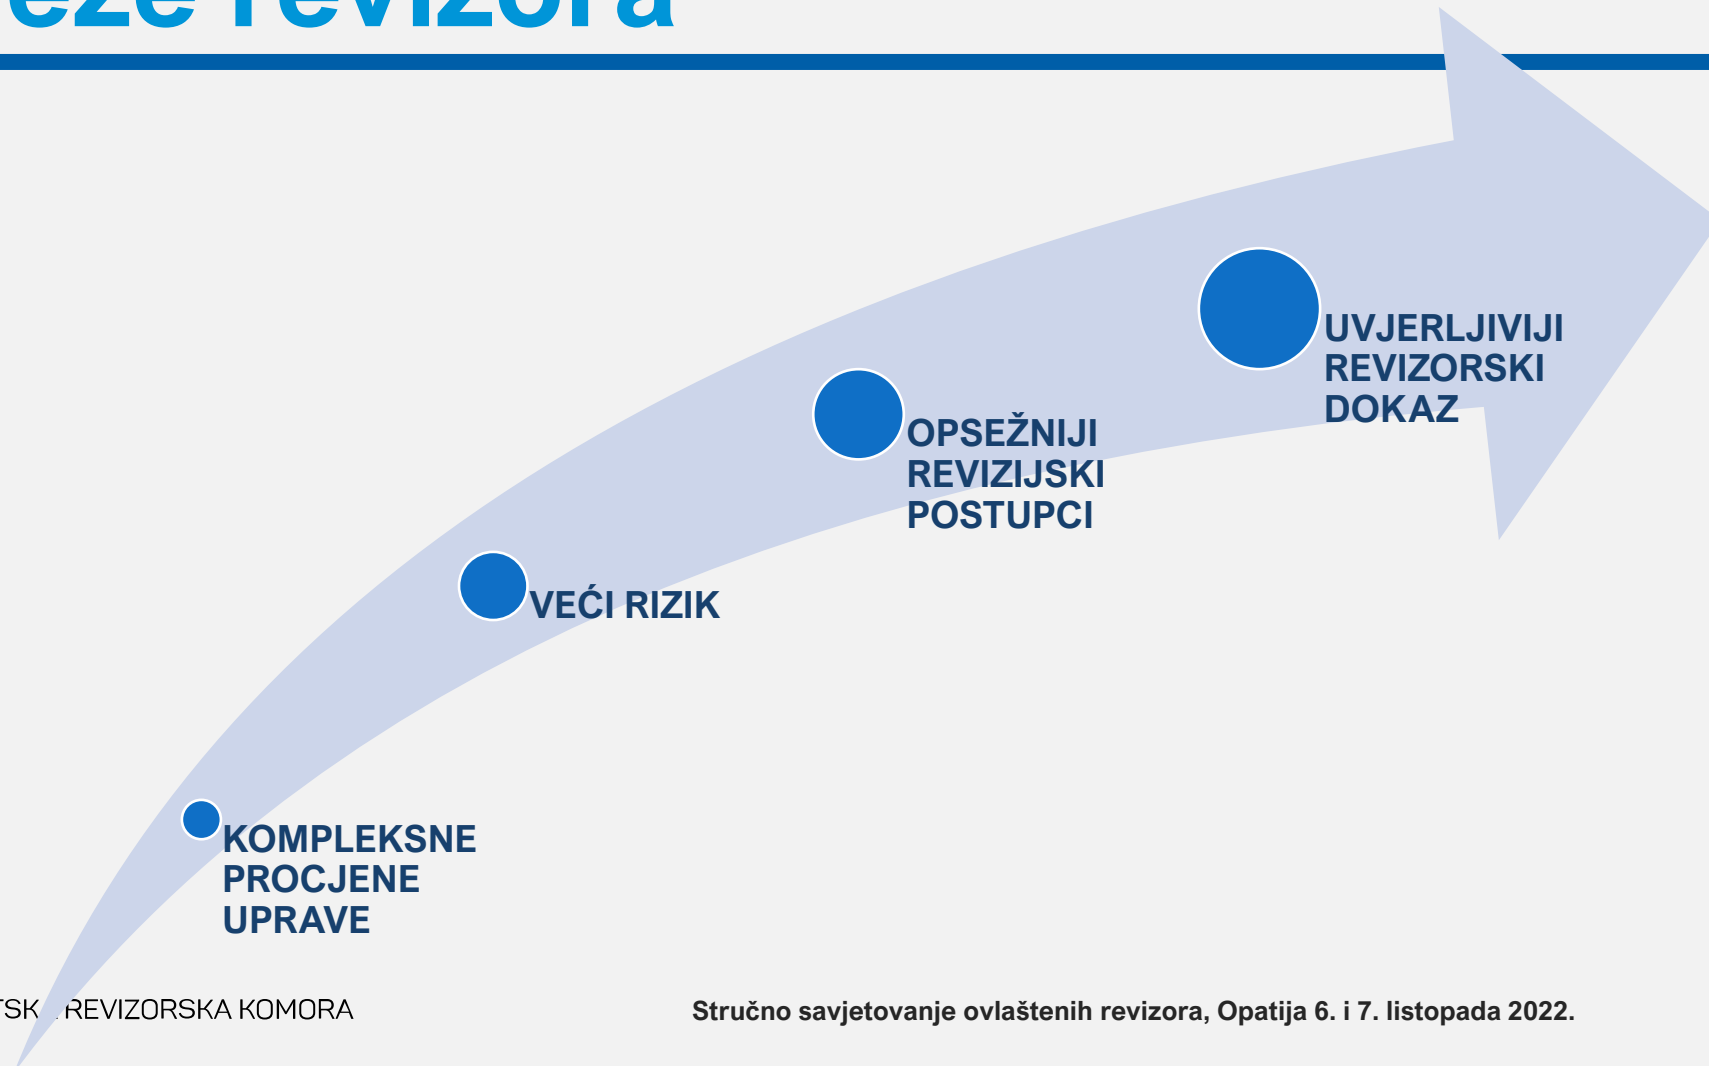 eze revizora
UVJERLJIVIJI
REVIZORSKI
DOKAZ
OPSEŽNIJI
REVIZIJSKI
POSTUPCI
VEĆI RIZIK
KOMPLEKSNE
PROCJENE
UPRAVE
REVIZORSKA KOMORA
Stručno savjetovanje ovlaštenih revizora, Opatija 6. i 7. listopada 2022.